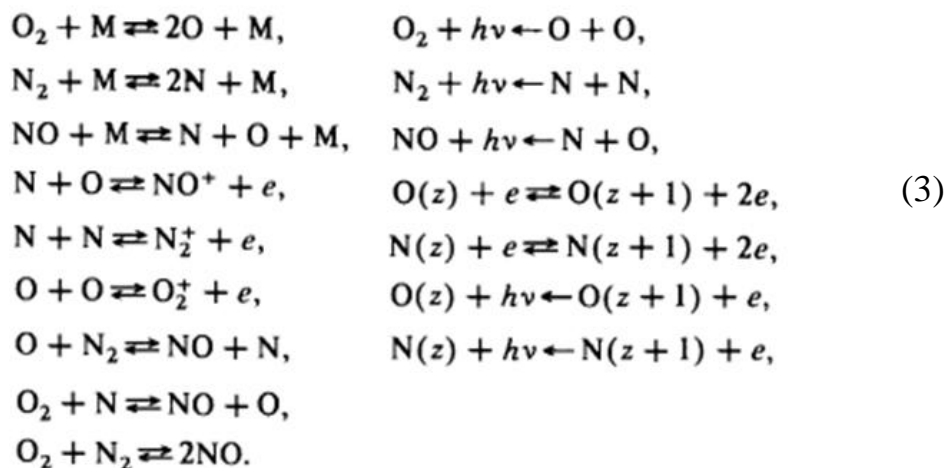 O₂ + M ⇄ 2O + M, O₂ + hν ← O + O,
N₂ + M ⇄ 2N + M, N₂ + hν ← N + N,
NO + M ⇄ N + O + M, NO + hν ← N + O,
N + O ⇄ NO⁺ + e, O(z) + e ⇄ O(z + 1) + 2e, (3)
N + N ⇄ N₂⁺ + e, N(z) + e ⇄ N(z + 1) + 2e,
O + O ⇄ O₂⁺ + e, O(z) + hν ← O(z + 1) + e,
O + N₂ ⇄ NO + N, N(z) + hν ← N(z + 1) + e,
O₂ + N ⇄ NO + O,
O₂ + N₂ ⇄ 2NO.